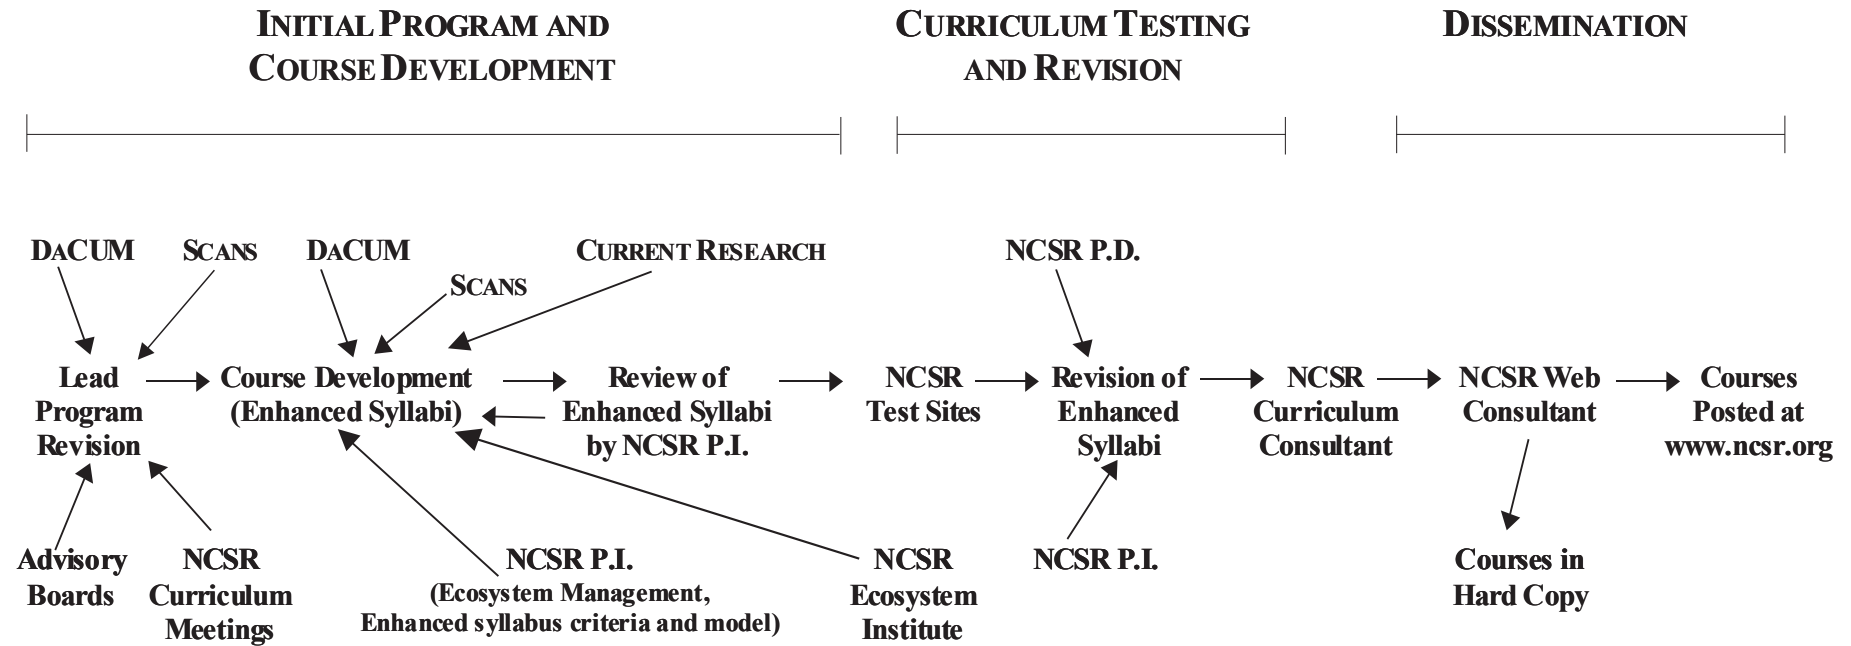 INITIAL PROGRAM AND
COURSE DEVELOPMENT
CURRICULUM TESTING
AND REVISION
DISSEMINATION
DACUM
SCANS
DACUM
SCANS
CURRENT RESEARCH
NCSR P.D.
Lead
Program
Revision
Course Development
(Enhanced Syllabi)
Review of
Enhanced Syllabi
by NCSR P.I.
NCSR
Test Sites
Revision of
Enhanced
Syllabi
NCSR
Curriculum
Consultant
NCSR Web
Consultant
Courses
Posted at
www.ncsr.org
Advisory
Boards
NCSR
Curriculum
Meetings
NCSR P.I.
(Ecosystem Management,
Enhanced syllabus criteria and model)
NCSR
Ecosystem
Institute
NCSR P.I.
Courses in
Hard Copy